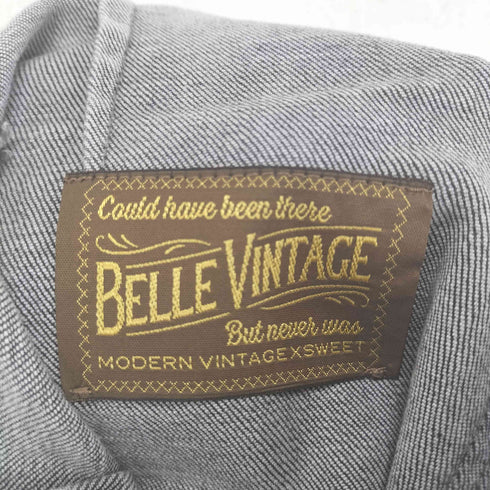 Could have been there
BELLE VINTAGE
But never was
MODERN VINTAGEXSWEET